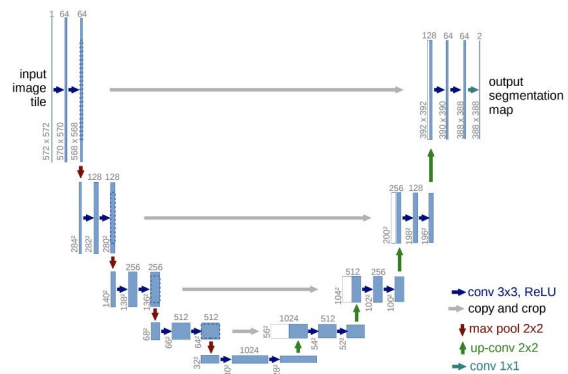 1 64 64
128 64 64 2
input
image
tile
output
segmentation
map
572 x 572
570 x 570
568 x 568
392 x 392
390 x 390
388 x 388
388 x 388
128 128
256 128
284²
282²
280²
200²
198²
196²
256 256
512 256
140²
138²
136²
104²
102²
100²
conv 3x3, ReLU
copy and crop
max pool 2x2
up-conv 2x2
conv 1x1
512 512
1024 512
68²
66²
64²
56²
54²
52²
1024
32²